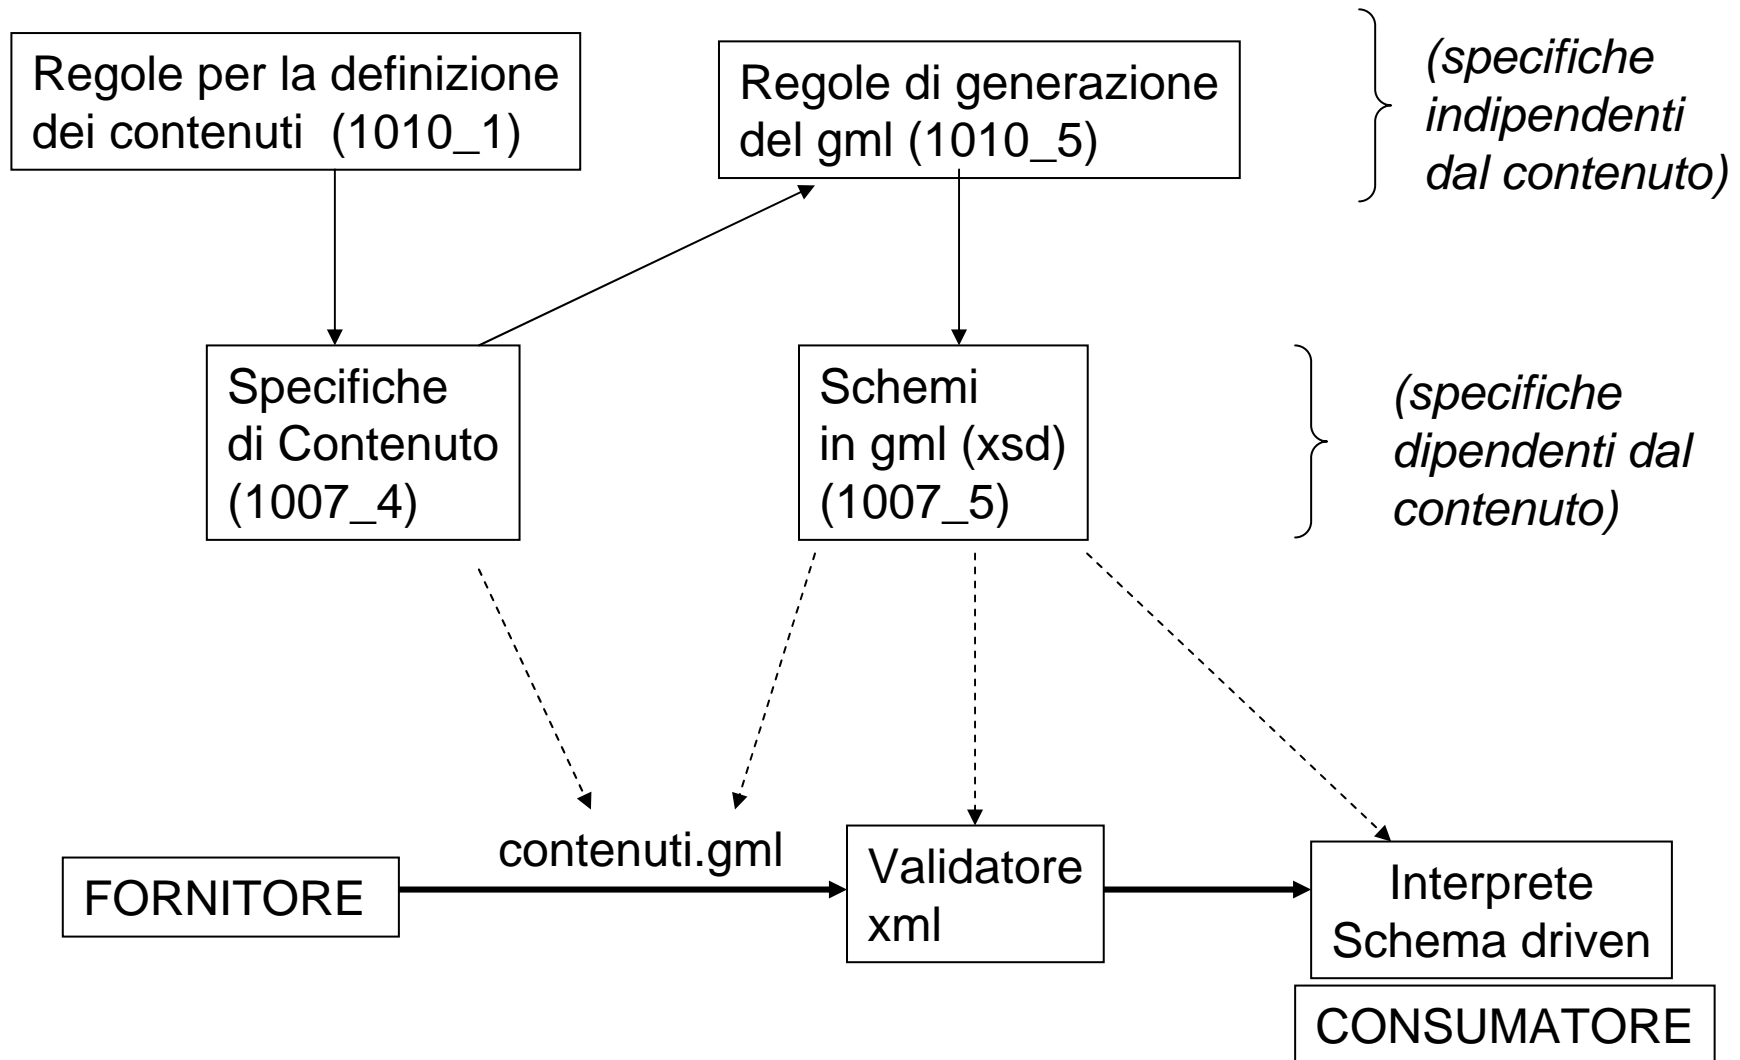 Regole per la definizione
dei contenuti (1010_1)
Regole di generazione
del gml (1010_5)
(specifiche
indipendenti
dal contenuto)
Specifiche
di Contenuto
(1007_4)
Schemi
in gml (xsd)
(1007_5)
(specifiche
dipendenti dal
contenuto)
contenuti.gml
FORNITORE
Validatore
xml
Interprete
Schema driven
CONSUMATORE